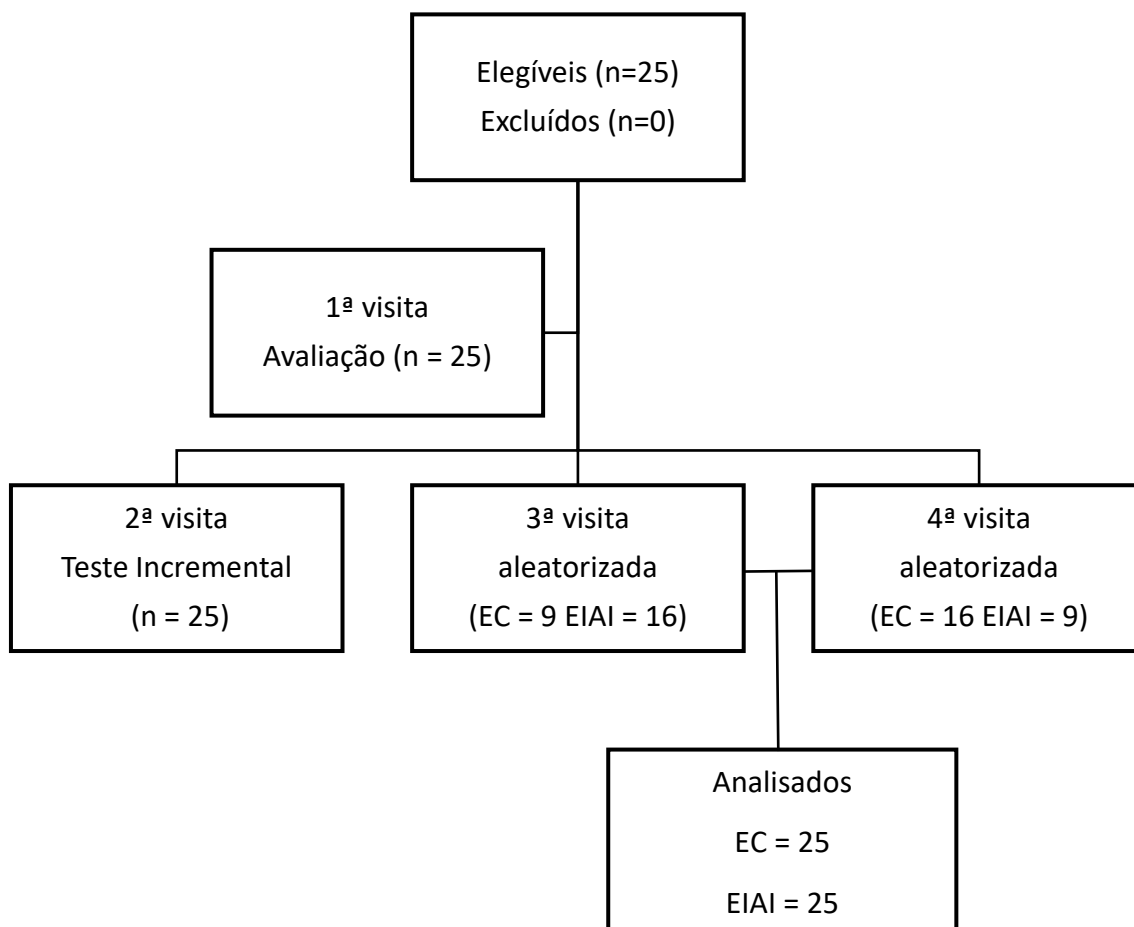 Elegíveis (n=25)
Excluídos (n=0)
1ª visita
Avaliação (n = 25)
2ª visita
Teste Incremental
(n = 25)
3ª visita
aleatorizada
(EC = 9 EIAI = 16)
4ª visita
aleatorizada
(EC = 16 EIAI = 9)
Analisados
EC = 25
EIAI = 25